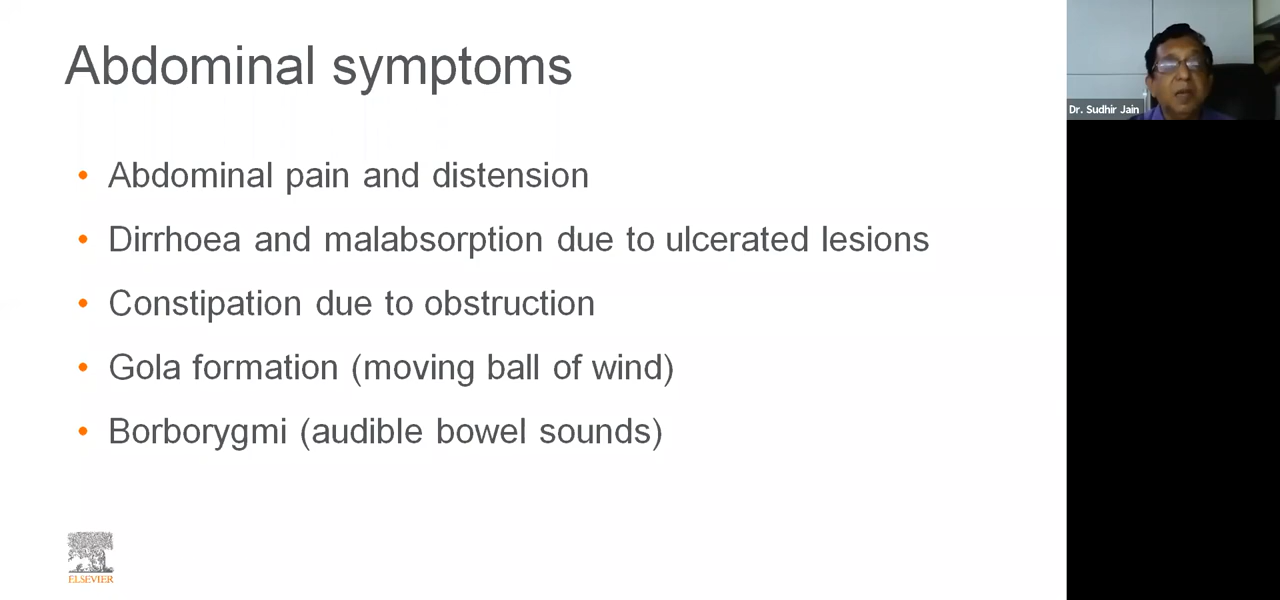 Abdominal symptoms
• Abdominal pain and distension
• Dirrhoea and malabsorption due to ulcerated lesions
• Constipation due to obstruction
• Gola formation (moving ball of wind)
• Borborygmi (audible bowel sounds)
ELSEVIER
Dr. Sudhir Jain